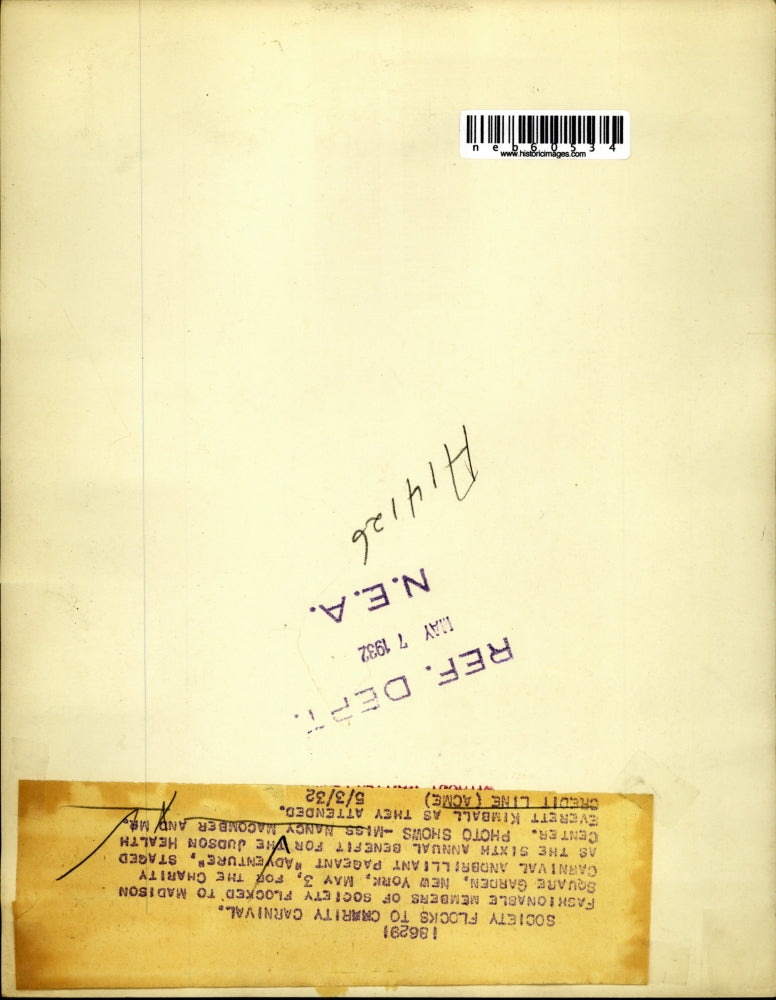 neb60534
www.historicimages.com
A14126
REF. DEPT.
MAY 7 1932
N.E.A.
186291
SOCIETY FLOCKS TO CHARITY CARNIVAL.
FASHIONABLE MEMBERS OF SOCIETY FLOCKED TO MADISON
SQUARE GARDEN, NEW YORK, MAY 3, FOR THE CHARITY
CARNIVAL ANDBRILLIANT PAGEANT "ADVENTURE", STAGED
AS THE SIXTH ANNUAL BENEFIT FOR THE JUDSON HEALTH
CENTER. PHOTO SHOWS -MISS NANCY MACOMBER AND MR.
EVERETT KIMBALL AS THEY ATTENDED.
CREDIT LINE (ACME) 5/3/32